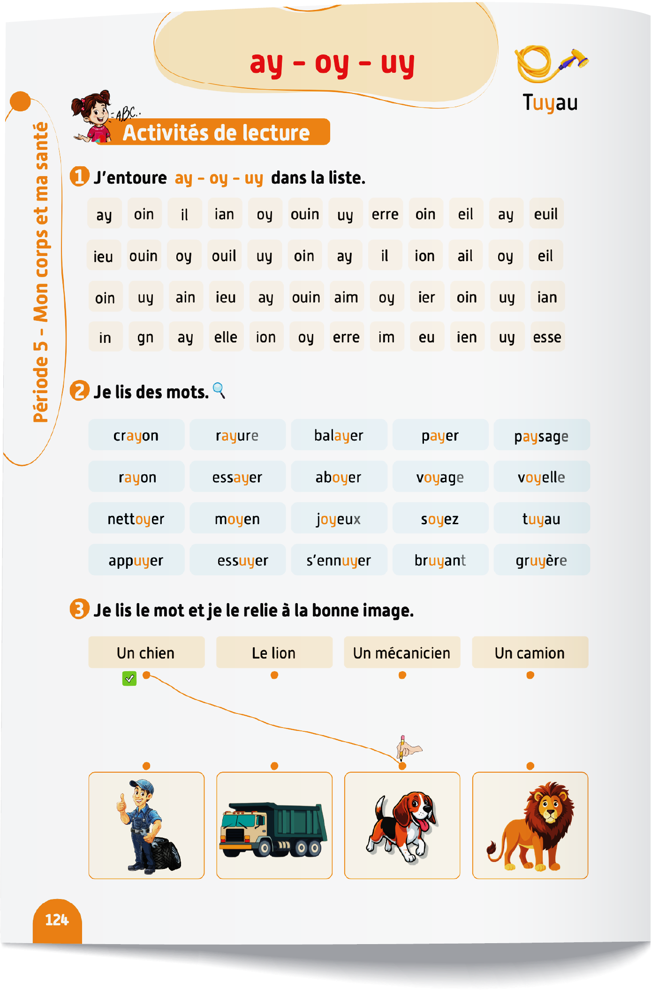 ay - oy - uy
Tuyau
A.B.C..
Activités de lecture
Période 5 - Mon corps et ma santé
1 J'entoure ay - oy - uy dans la liste.
ay oin il ian oy ouin uy erre oin eil ay euil
ieu ouin oy ouil uy oin ay il ion ail oy eil
oin uy ain ieu ay ouin aim oy ier oin uy ian
in gn ay elle ion oy erre im eu ien uy esse
2 Je lis des mots.
crayon rayure balayer payer paysage
rayon essayer aboyer voyage voyelle
nettoyer moyen joyeux soyez tuyau
appuyer essuyer s'ennuyer bruyant gruyère
3 Je lis le mot et je le relie à la bonne image.
Un chien Le lion Un mécanicien Un camion
124